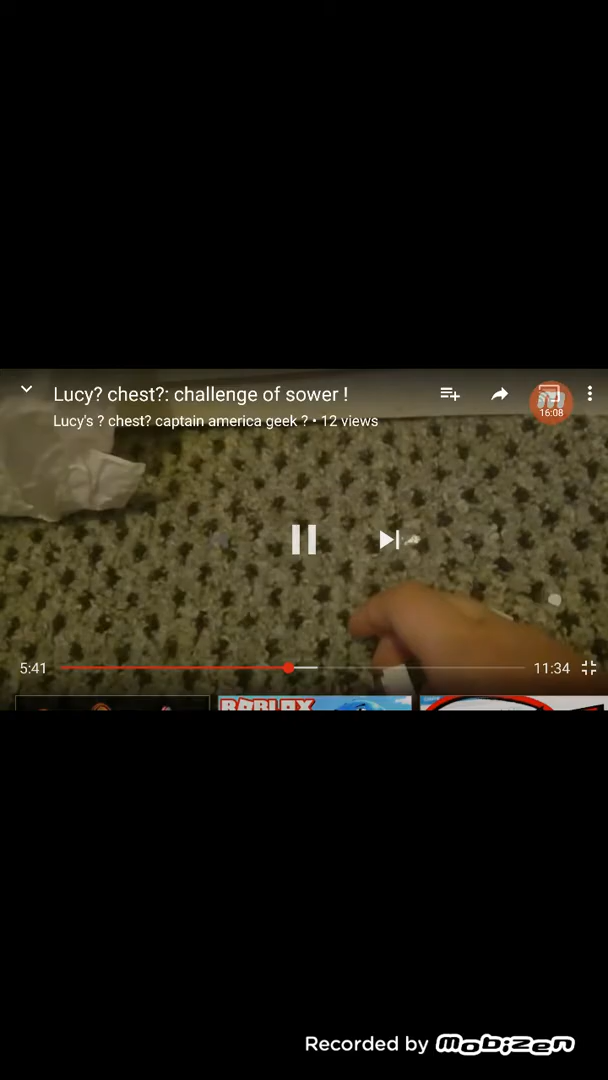 Lucy? chest?: challenge of sower !
Lucy's ? chest? captain america geek ? • 12 views
16:08
5:41
11:34
ROBLOX
Recorded by mobizen